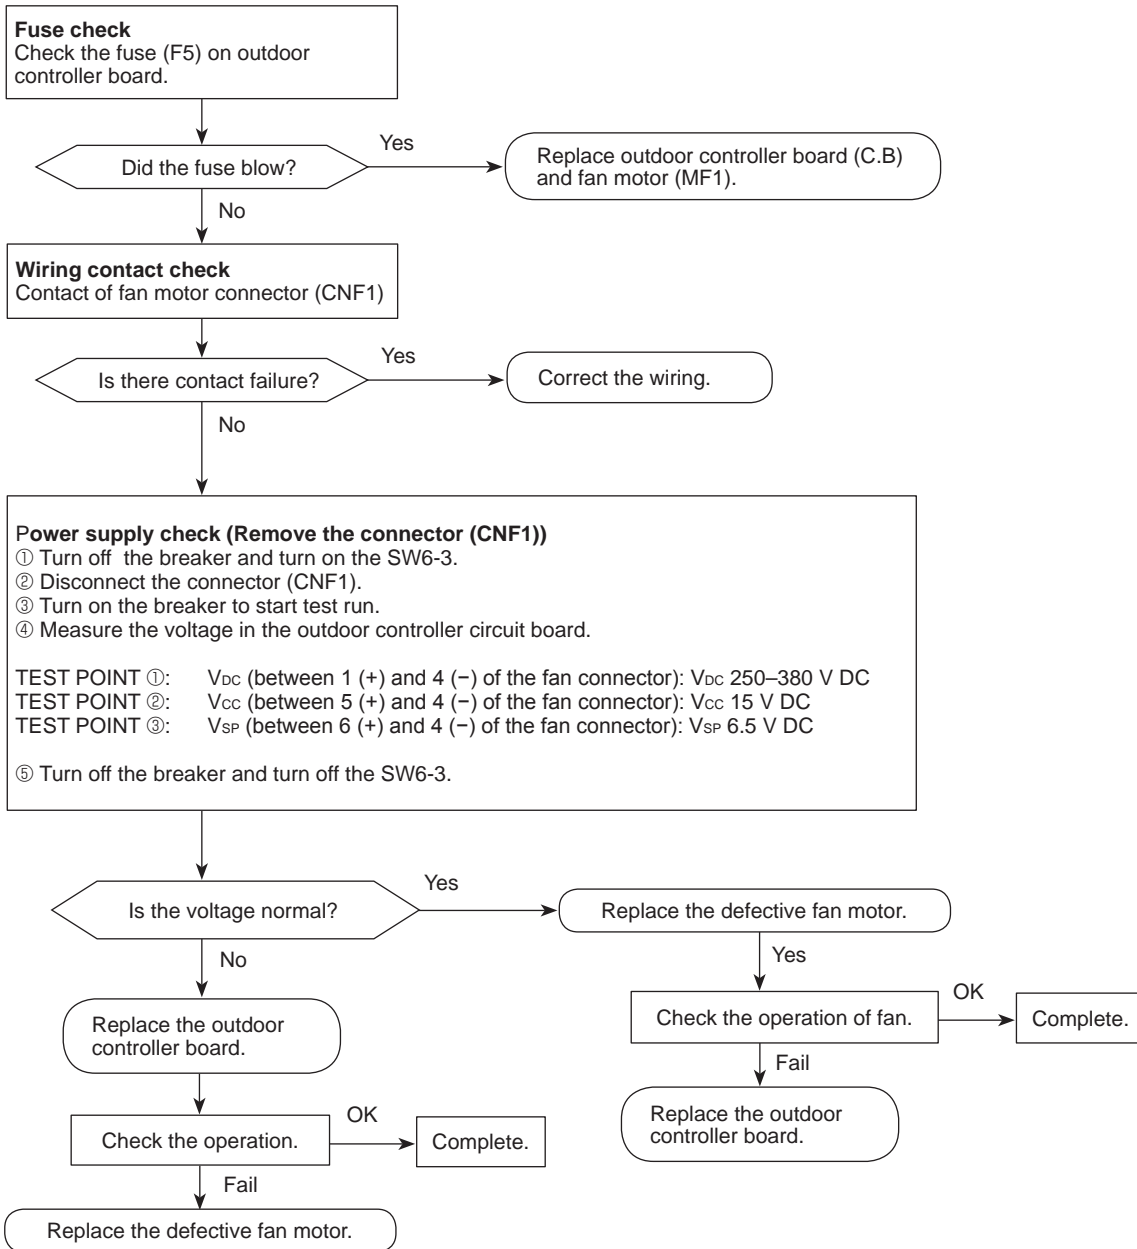 Fuse check
Check the fuse (F5) on outdoor
controller board.
Did the fuse blow?
Yes
Replace outdoor controller board (C.B)
and fan motor (MF1).
No
Wiring contact check
Contact of fan motor connector (CNF1)
Is there contact failure?
Yes
Correct the wiring.
No
Power supply check (Remove the connector (CNF1))
① Turn off the breaker and turn on the SW6-3.
② Disconnect the connector (CNF1).
③ Turn on the breaker to start test run.
④ Measure the voltage in the outdoor controller circuit board.
TEST POINT ①: VDC (between 1 (+) and 4 (−) of the fan connector): VDC 250–380 V DC
TEST POINT ②: VCC (between 5 (+) and 4 (−) of the fan connector): VCC 15 V DC
TEST POINT ③: VSP (between 6 (+) and 4 (−) of the fan connector): VSP 6.5 V DC
⑤ Turn off the breaker and turn off the SW6-3.
Is the voltage normal?
Yes
Replace the defective fan motor.
Yes
Check the operation of fan.
OK
Complete.
Fail
Replace the outdoor
controller board.
No
Replace the outdoor
controller board.
Check the operation.
OK
Complete.
Fail
Replace the defective fan motor.